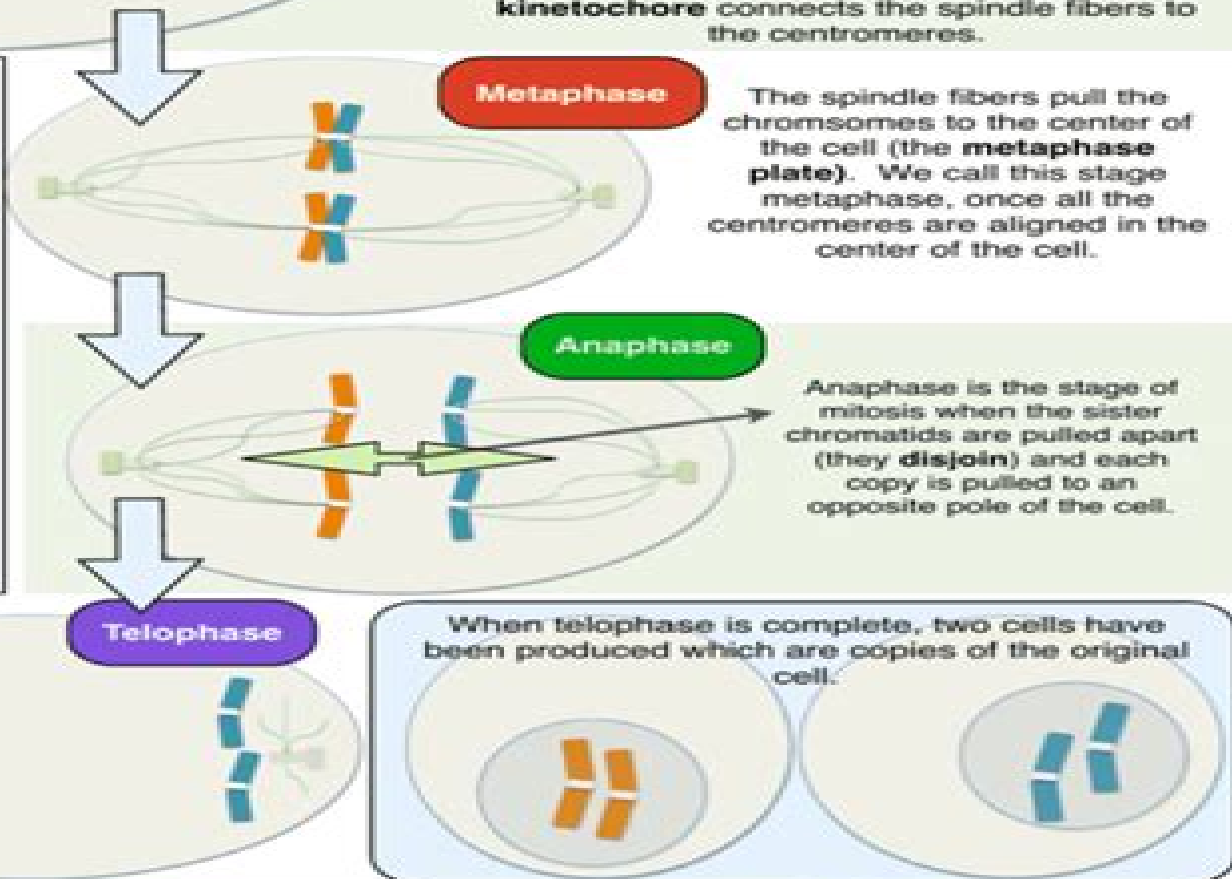 kinetochore connects the spindle fibers to
the centromeres.
Metaphase
The spindle fibers pull the
chromsomes to the center of
the cell (the metaphase
plate). We call this stage
metaphase, once all the
centromeres are aligned in the
center of the cell.
Anaphase
Anaphase is the stage of
mitosis when the sister
chromatids are pulled apart
(they disjoin) and each
copy is pulled to an
opposite pole of the cell.
Telophase
When telophase is complete, two cells have
been produced which are copies of the original
cell.